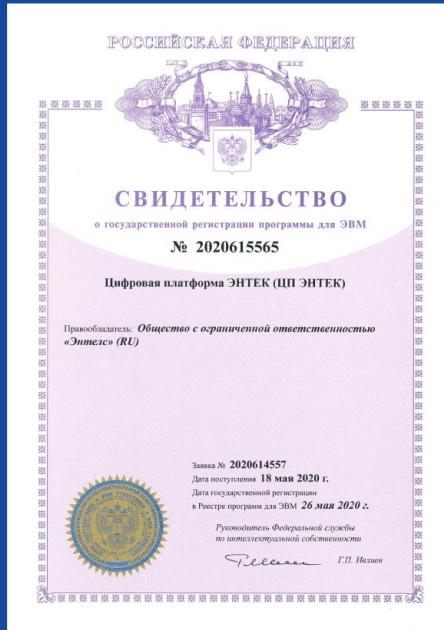 РОССИЙСКАЯ ФЕДЕРАЦИЯ
СВИДЕТЕЛЬСТВО
о государственной регистрации программы для ЭВМ
№ 2020615565
Цифровая платформа ЭНТЕК (ЦП ЭНТЕК)
Правообладатель: Общество с ограниченной ответственностью
«Энтелс» (RU)
Заявка № 2020614557
Дата поступления 18 мая 2020 г.
Дата государственной регистрации
в Реестре программ для ЭВМ 26 мая 2020 г.
Руководитель Федеральной службы
по интеллектуальной собственности
Г.П. Ивлиев